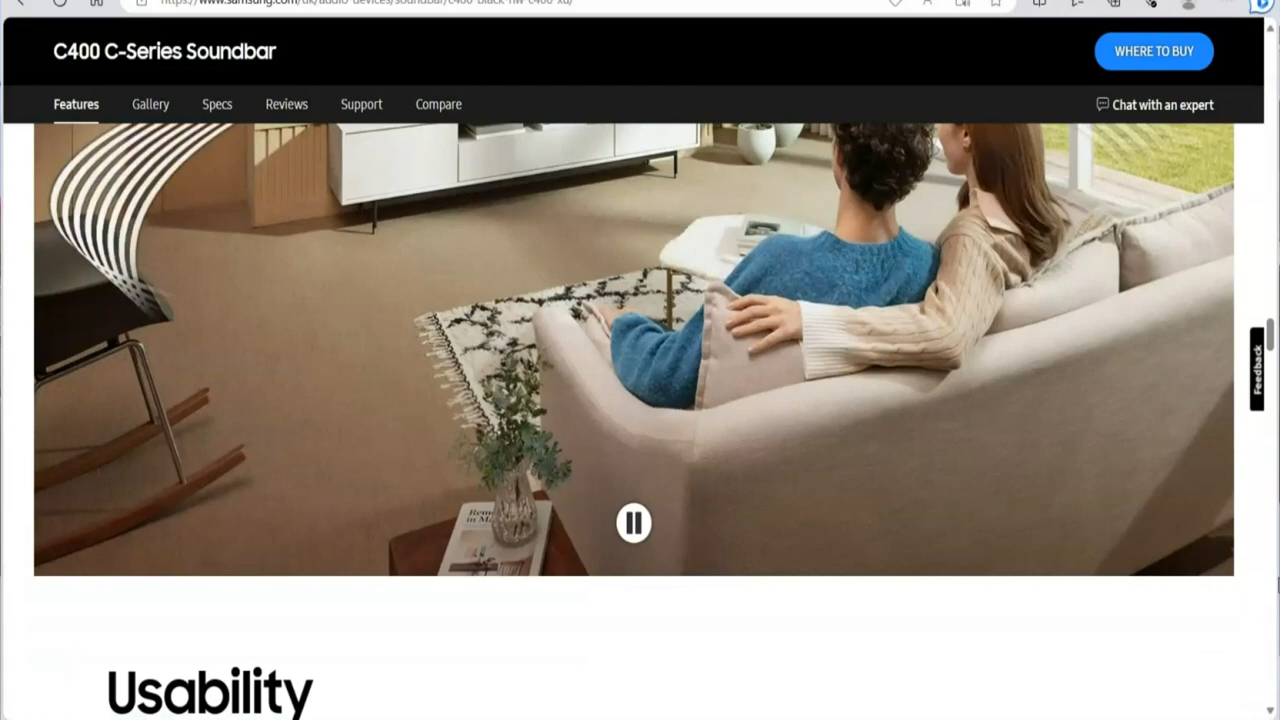 C400 C-Series Soundbar
WHERE TO BUY
Features
Gallery
Specs
Reviews
Support
Compare
Chat with an expert
Feedback
Usability